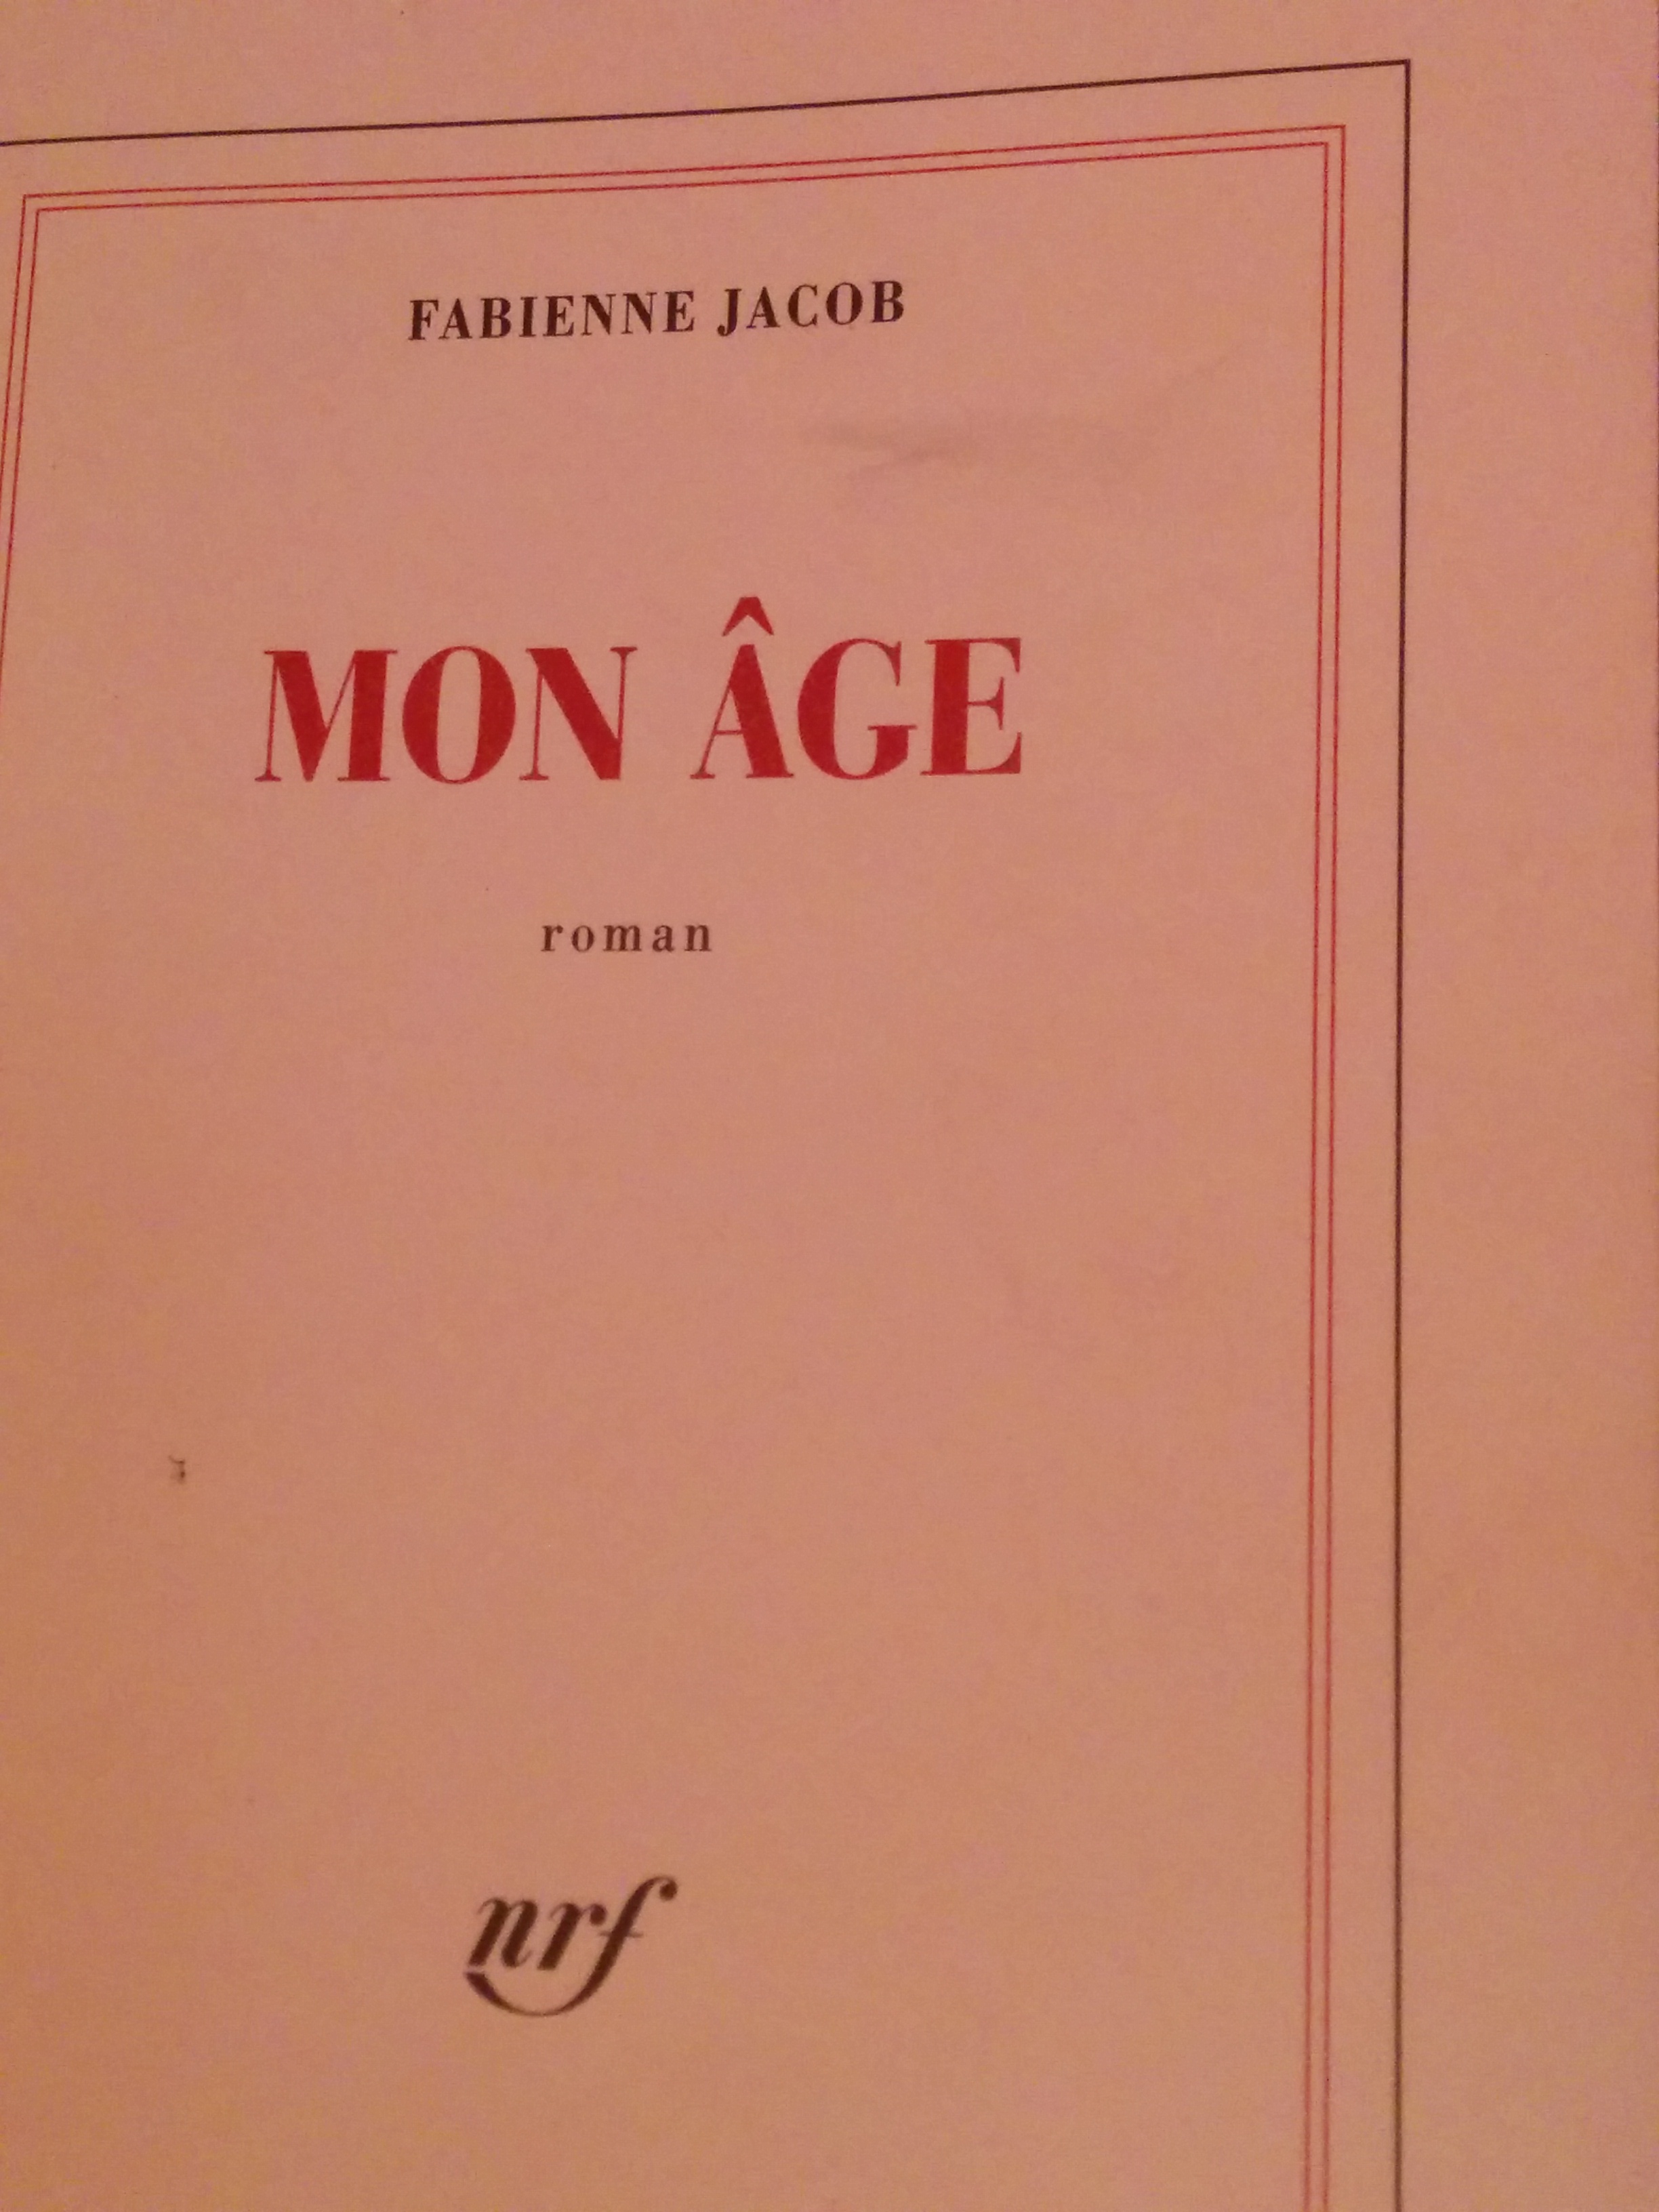 FABIENNE JACOB
MON ÂGE
roman
nrf